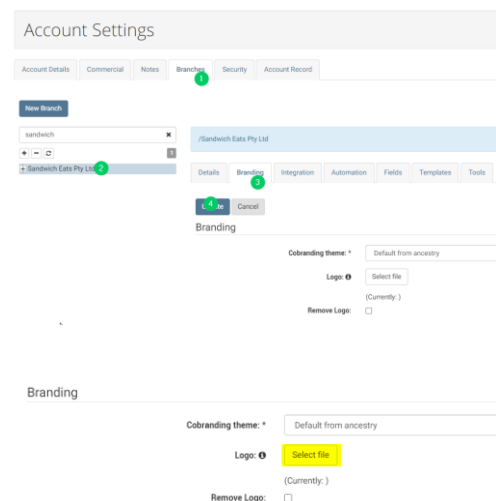 Account Settings
Account Details Commercial Notes Branches Security Account Record
1
New Branch
sandwich
1
/Sandwich Eats Pty Ltd
+ Sandwich Eats Pty Ltd 2
Details Branding Integration Automation Fields Templates Tools
3
4 Cancel
Branding
Cobranding theme: * Default from ancestry
Logo: Select file
(Currently: )
Remove Logo:
Branding
Cobranding theme: * Default from ancestry
Logo: Select file
(Currently: )
Remove Logo: